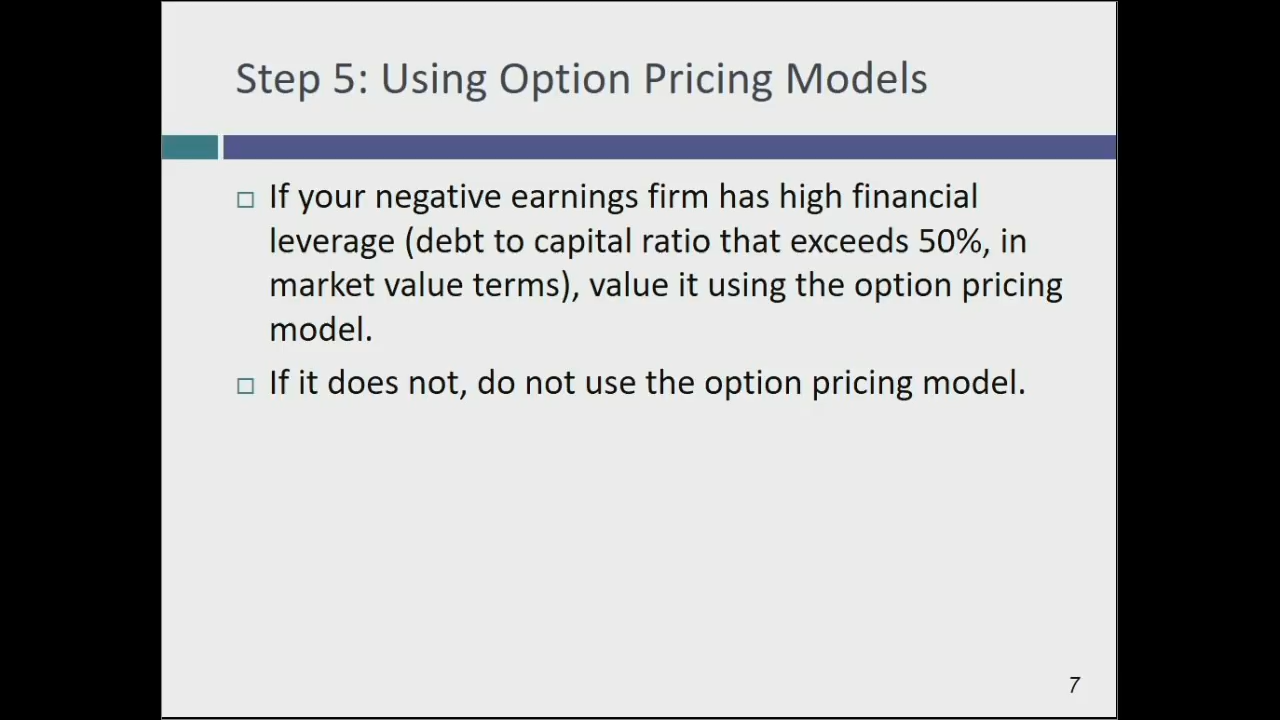 Step 5: Using Option Pricing Models
If your negative earnings firm has high financial
leverage (debt to capital ratio that exceeds 50%, in
market value terms), value it using the option pricing
model.
If it does not, do not use the option pricing model.
7